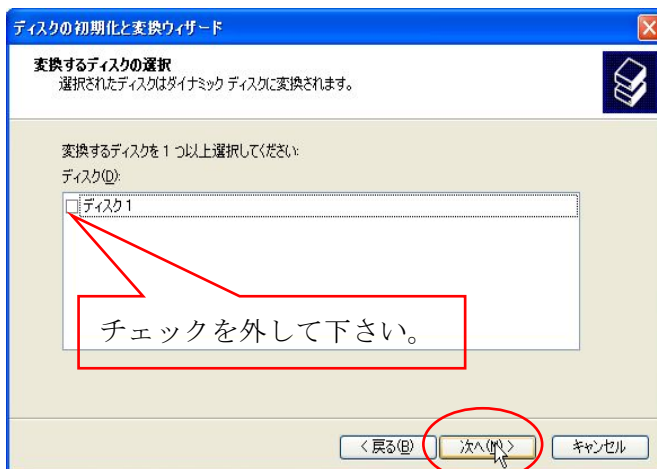 ディスクの初期化と変換ウィザード
変換するディスクの選択
選択されたディスクはダイナミック ディスクに変換されます。
変換するディスクを 1 つ以上選択してください:
ディスク(D):
ディスク 1
チェックを外して下さい。
< 戻る(B)
次へ(N) >
キャンセル